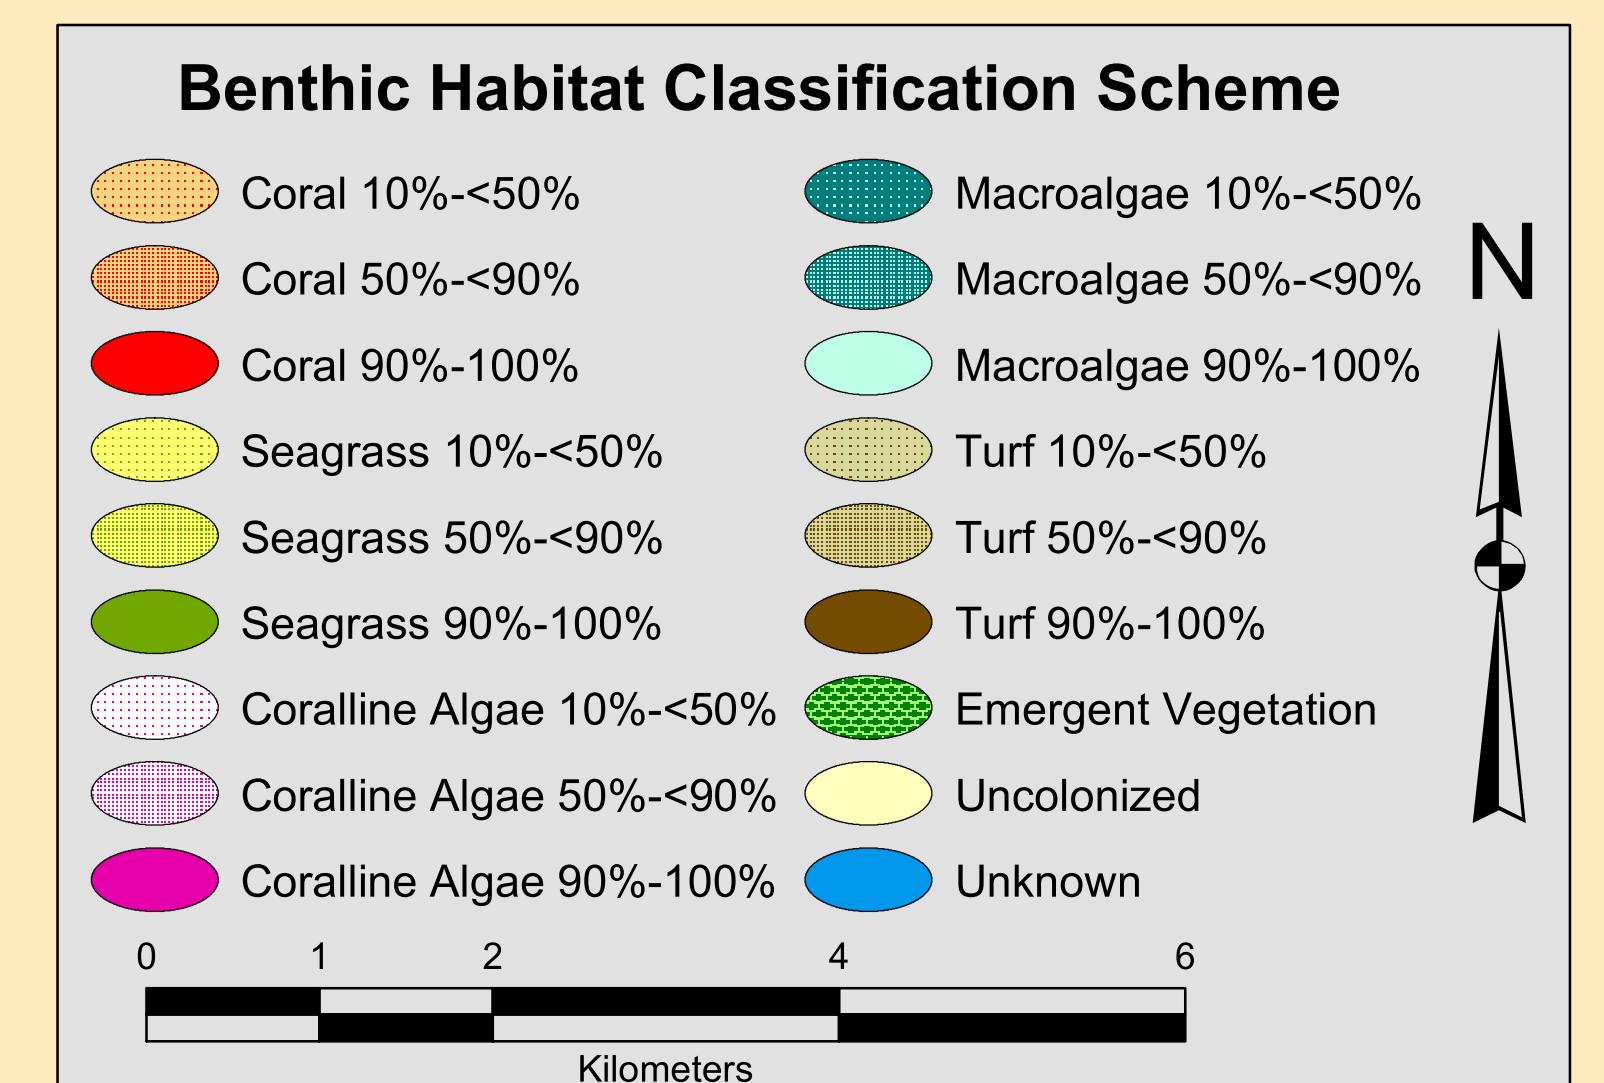 Benthic Habitat Classification Scheme
Coral 10%-<50%
Coral 50%-<90%
Coral 90%-100%
Seagrass 10%-<50%
Seagrass 50%-<90%
Seagrass 90%-100%
Coralline Algae 10%-<50%
Coralline Algae 50%-<90%
Coralline Algae 90%-100%
Macroalgae 10%-<50%
Macroalgae 50%-<90%
Macroalgae 90%-100%
Turf 10%-<50%
Turf 50%-<90%
Turf 90%-100%
Emergent Vegetation
Uncolonized
Unknown
N
0 1 2 4 6
Kilometers